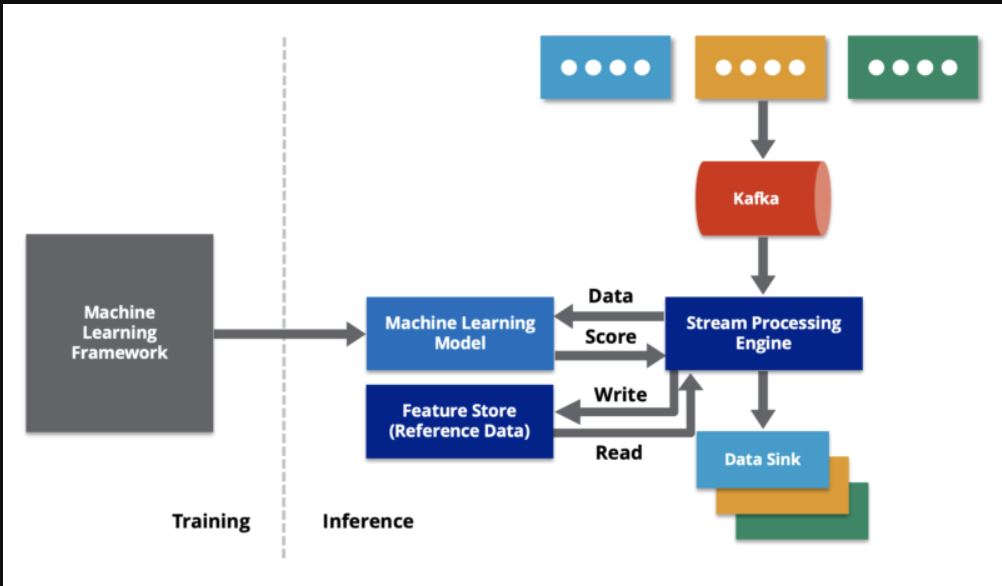 Kafka
Machine
Learning
Framework
Machine Learning
Model
Data
Score
Stream Processing
Engine
Feature Store
(Reference Data)
Write
Read
Data Sink
Training
Inference